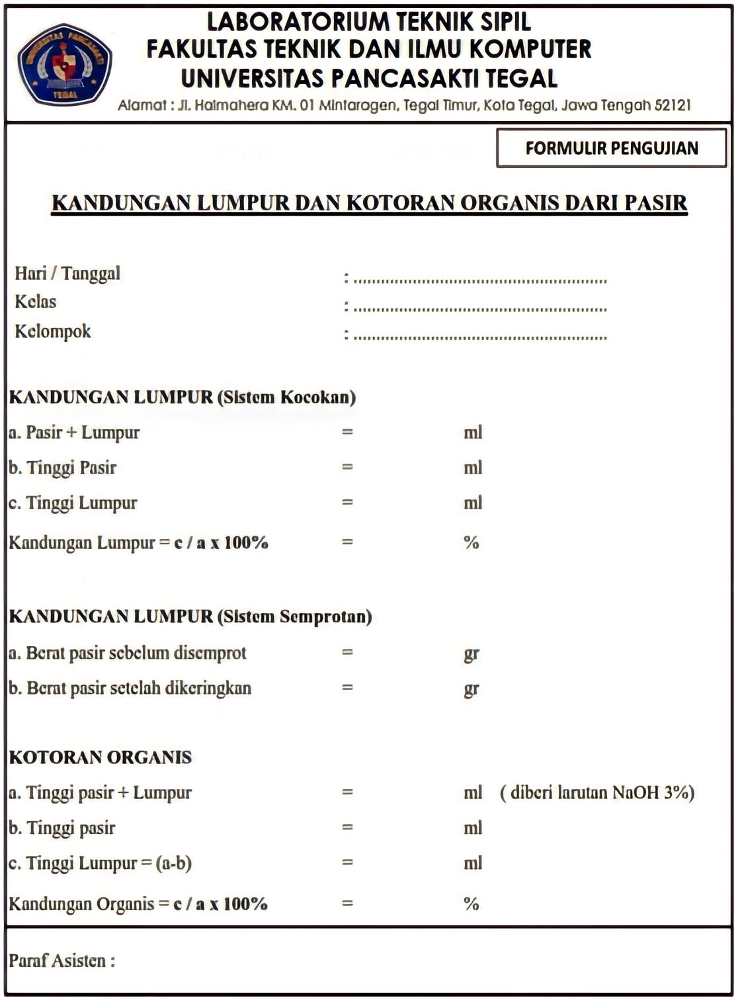 LABORATORIUM TEKNIK SIPIL
FAKULTAS TEKNIK DAN ILMU KOMPUTER
UNIVERSITAS PANCASAKTI TEGAL
Alamat : Jl. Halmahera KM. 01 Mintaragen, Tegal Timur, Kota Tegal, Jawa Tengah 52121
UNIVERSITAS PANCASAKTI
TEGAL
FORMULIR PENGUJIAN
KANDUNGAN LUMPUR DAN KOTORAN ORGANIS DARI PASIR
Hari / Tanggal : ........................................................
Kelas : ........................................................
Kelompok : ........................................................
KANDUNGAN LUMPUR (Sistem Kocokan)
a. Pasir + Lumpur = ml
b. Tinggi Pasir = ml
c. Tinggi Lumpur = ml
Kandungan Lumpur = c / a x 100% = %
KANDUNGAN LUMPUR (Sistem Semprotan)
a. Berat pasir sebelum disemprot = gr
b. Berat pasir setelah dikeringkan = gr
KOTORAN ORGANIS
a. Tinggi pasir + Lumpur = ml ( diberi larutan NaOH 3%)
b. Tinggi pasir = ml
c. Tinggi Lumpur = (a-b) = ml
Kandungan Organis = c / a x 100% = %
Paraf Asisten :